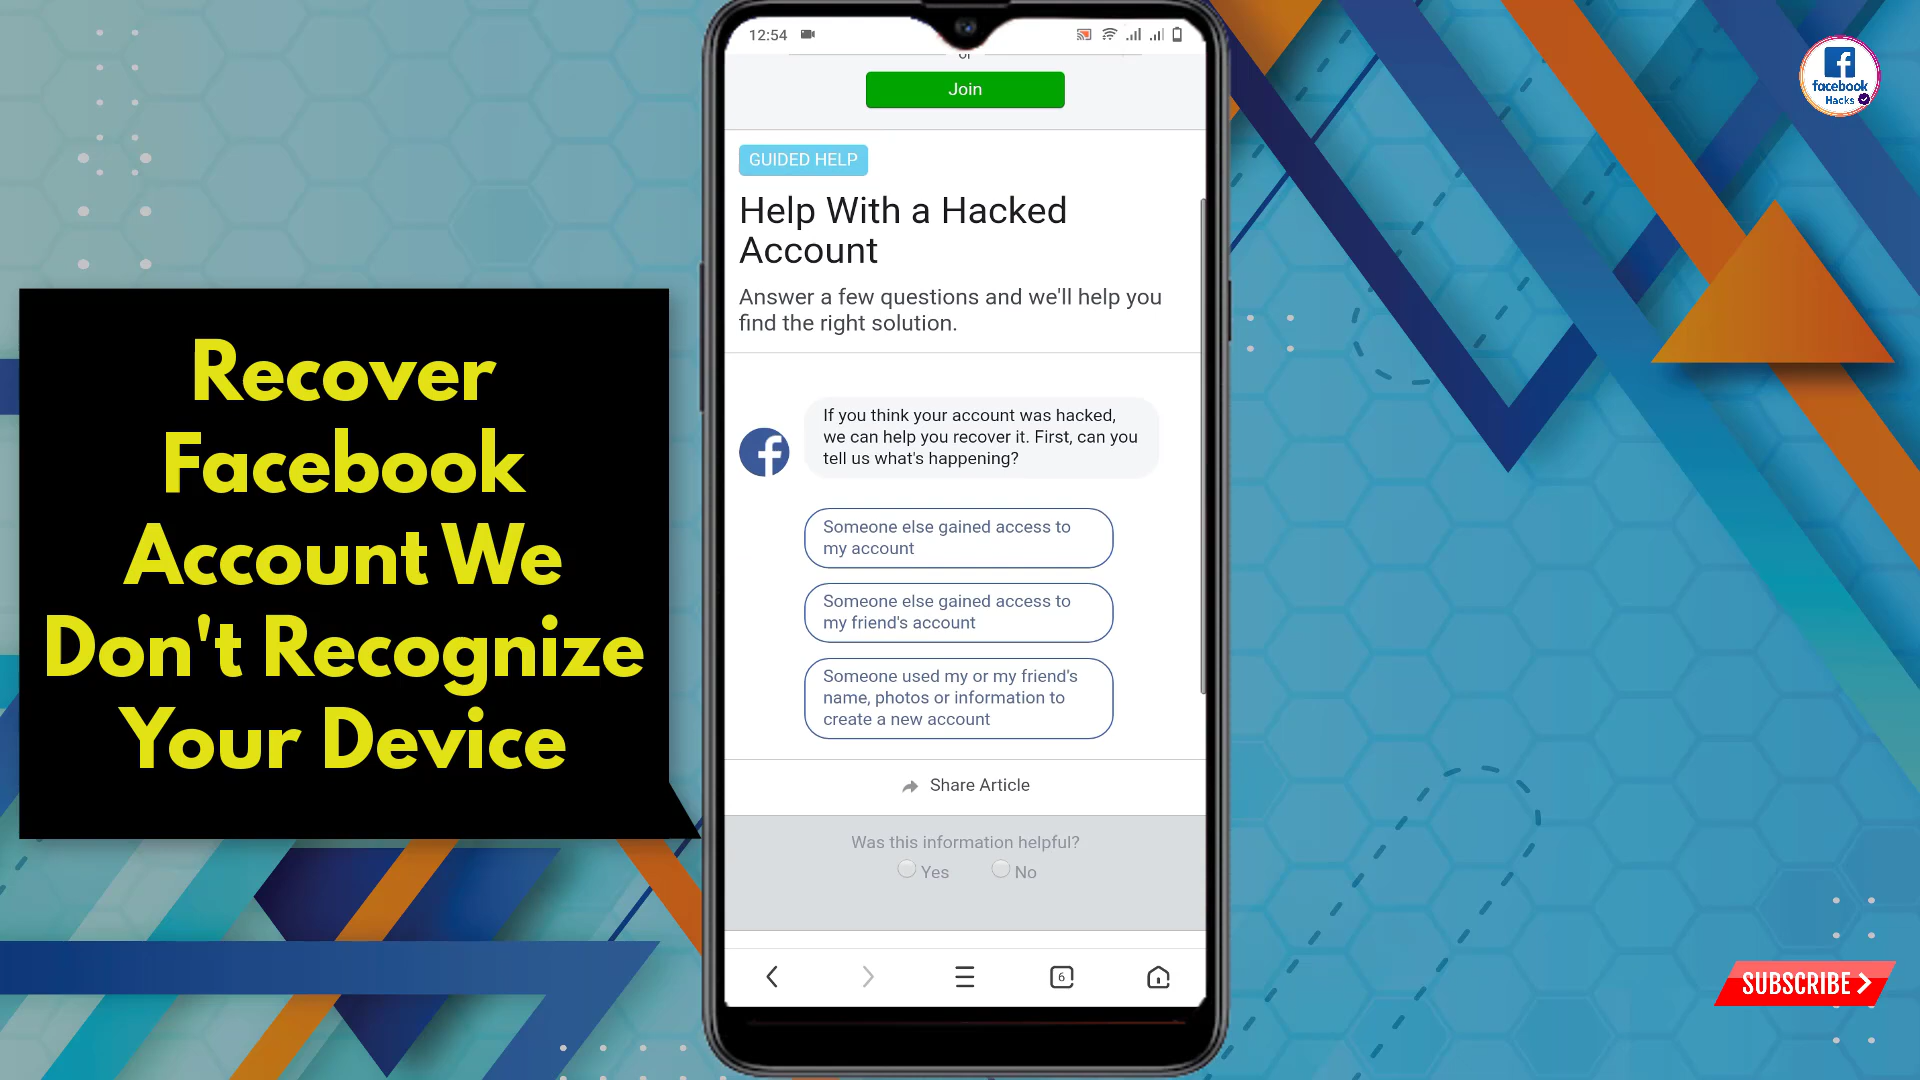 12:54
or
Join
GUIDED HELP
Help With a Hacked
Account
Answer a few questions and we'll help you
find the right solution.
If you think your account was hacked,
we can help you recover it. First, can you
tell us what's happening?
Someone else gained access to
my account
Someone else gained access to
my friend's account
Someone used my or my friend's
name, photos or information to
create a new account
Share Article
Was this information helpful?
Yes No
6
Recover
Facebook
Account We
Don't Recognize
Your Device
facebook
Hacks
SUBSCRIBE